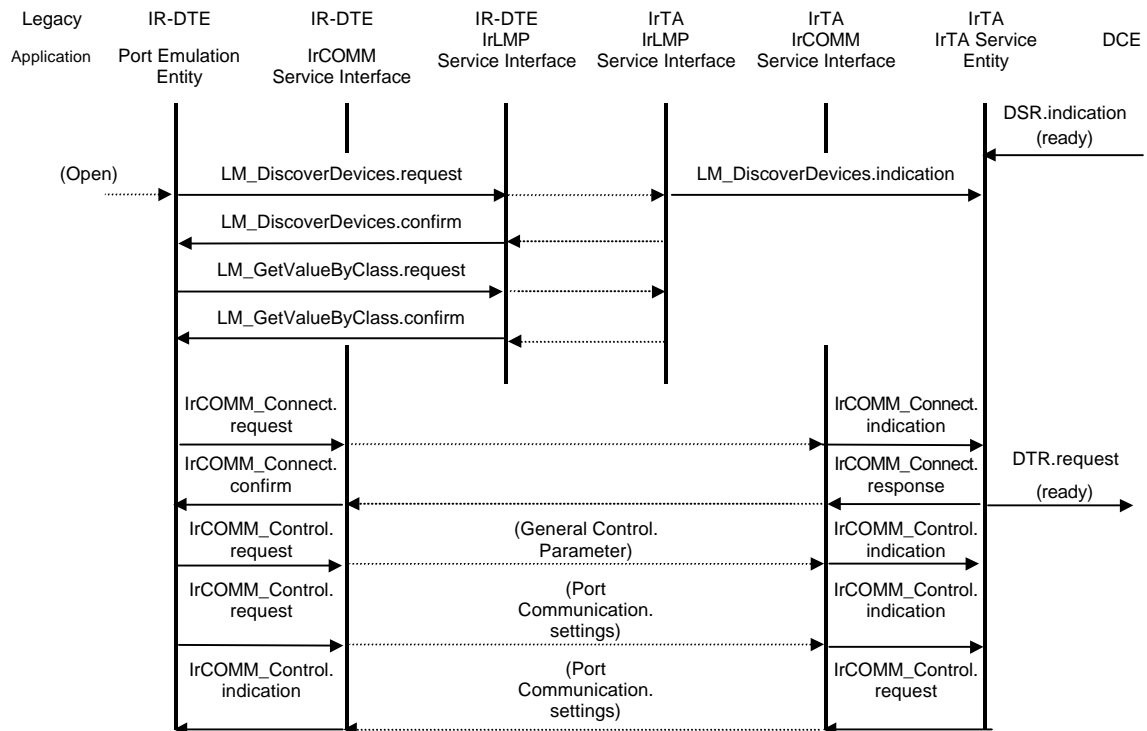 Legacy
Application
IR-DTE
Port Emulation
Entity
IR-DTE
IrCOMM
Service Interface
IR-DTE
IrLMP
Service Interface
IrTA
IrLMP
Service Interface
IrTA
IrCOMM
Service Interface
IrTA
IrTA Service
Entity
DCE
DSR.indication
(ready)
(Open)
LM_DiscoverDevices.request
LM_DiscoverDevices.indication
LM_DiscoverDevices.confirm
LM_GetValueByClass.request
LM_GetValueByClass.confirm
IrCOMM_Connect.
request
IrCOMM_Connect.
indication
IrCOMM_Connect.
confirm
IrCOMM_Connect.
response
DTR.request
(ready)
IrCOMM_Control.
request
(General Control.
Parameter)
IrCOMM_Control.
indication
IrCOMM_Control.
request
(Port
Communication.
settings)
IrCOMM_Control.
indication
IrCOMM_Control.
indication
(Port
Communication.
settings)
IrCOMM_Control.
request